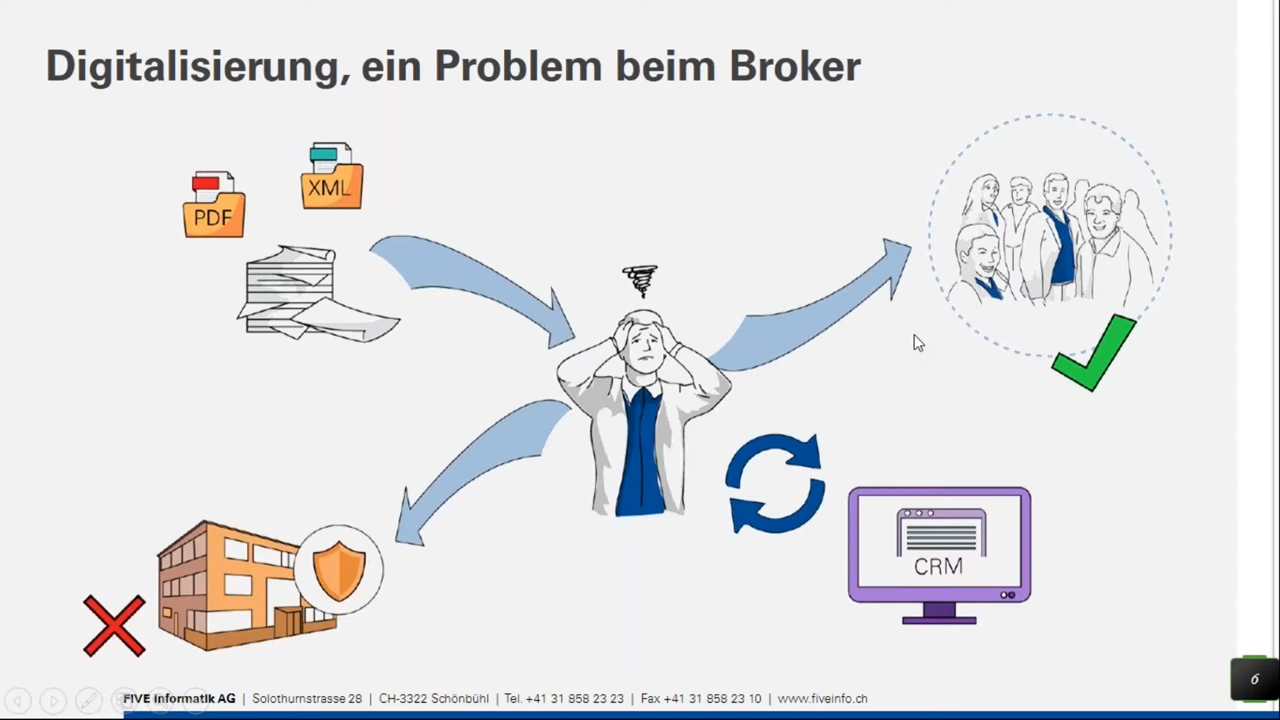 Digitalisierung, ein Problem beim Broker
XML
PDF
CRM
6
FIVE Informatik AG | Solothurnstrasse 28 | CH-3322 Schönbühl | Tel. +41 31 858 23 23 | Fax +41 31 858 23 10 | www.fiveinfo.ch